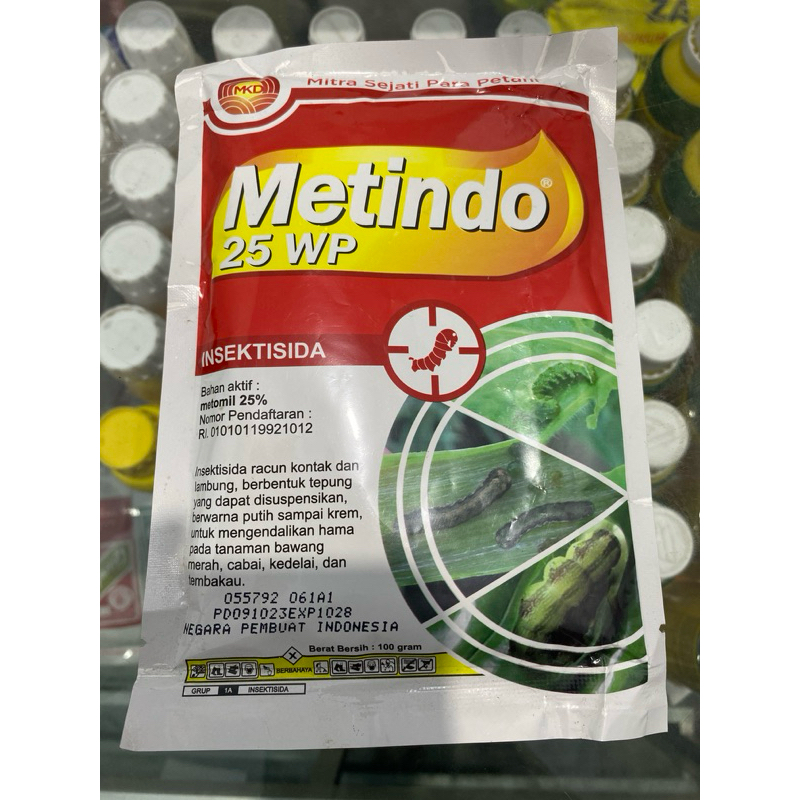 MKD
Mitra Sejati Para Petani
Metindo®
25 WP
INSEKTISIDA
Bahan aktif :
metomil 25%
Nomor Pendaftaran :
RI. 01010119921012
Insektisida racun kontak dan
lambung, berbentuk tepung
yang dapat disuspensikan,
berwarna putih sampai krem,
untuk mengendalikan hama
pada tanaman bawang
merah, cabai, kedelai, dan
tembakau.
055792 061A1
PD091023EXP1028
NEGARA PEMBUAT INDONESIA
Berat Bersih : 100 gram
BERBAHAYA
GRUP 1A INSEKTISIDA
ZA